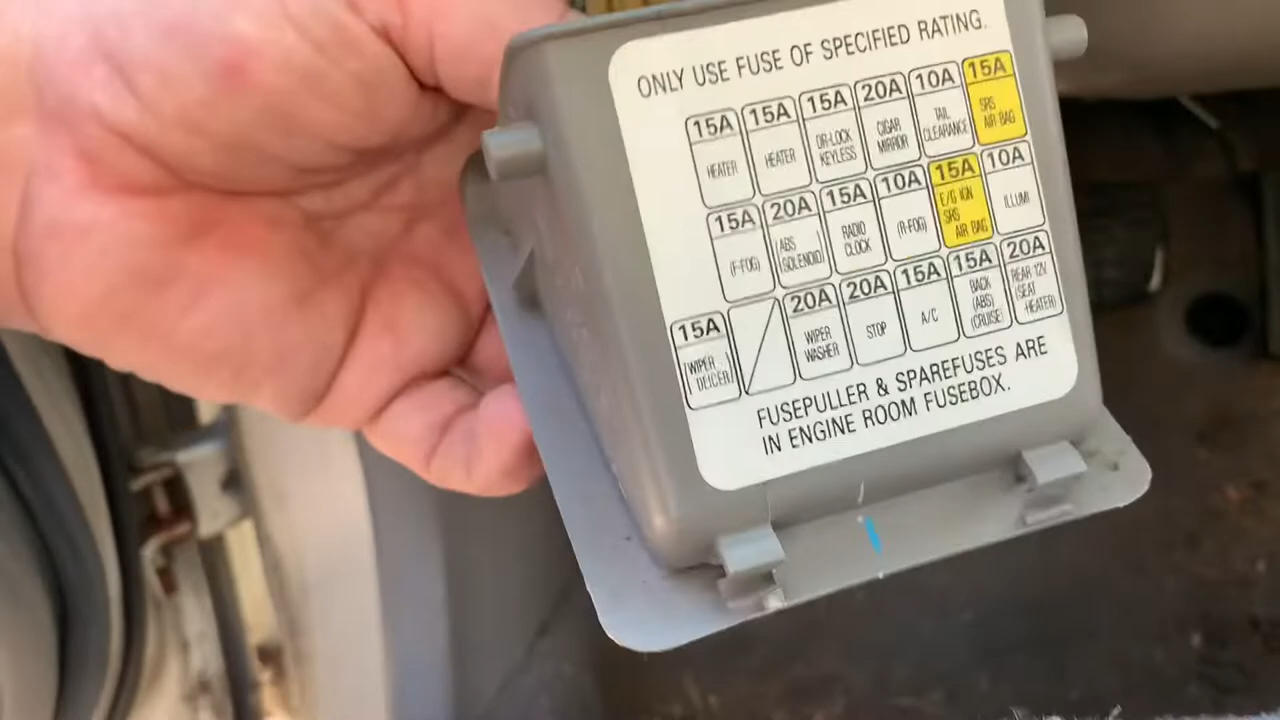 ONLY USE FUSE OF SPECIFIED RATING.
15A 15A 15A 20A 10A 15A
HEATER HEATER DR-LOCK KEYLESS CIGAR MIRROR TAIL CLEARANCE SRS AIR-BAG
15A 20A 15A 10A 15A 10A
(F-FOG) (ABS SOLENOID) RADIO CLOCK (R-FOG) E/G IGN SRS AIR BAG ILLUMI
15A 20A 20A 15A 15A 20A
(WIPER DEICER) WIPER WASHER STOP A/C BACK (ABS) (CRUISE) REAR 12V (SEAT HEATER)
FUSEPULLER & SPAREFUSES ARE
IN ENGINE ROOM FUSEBOX.